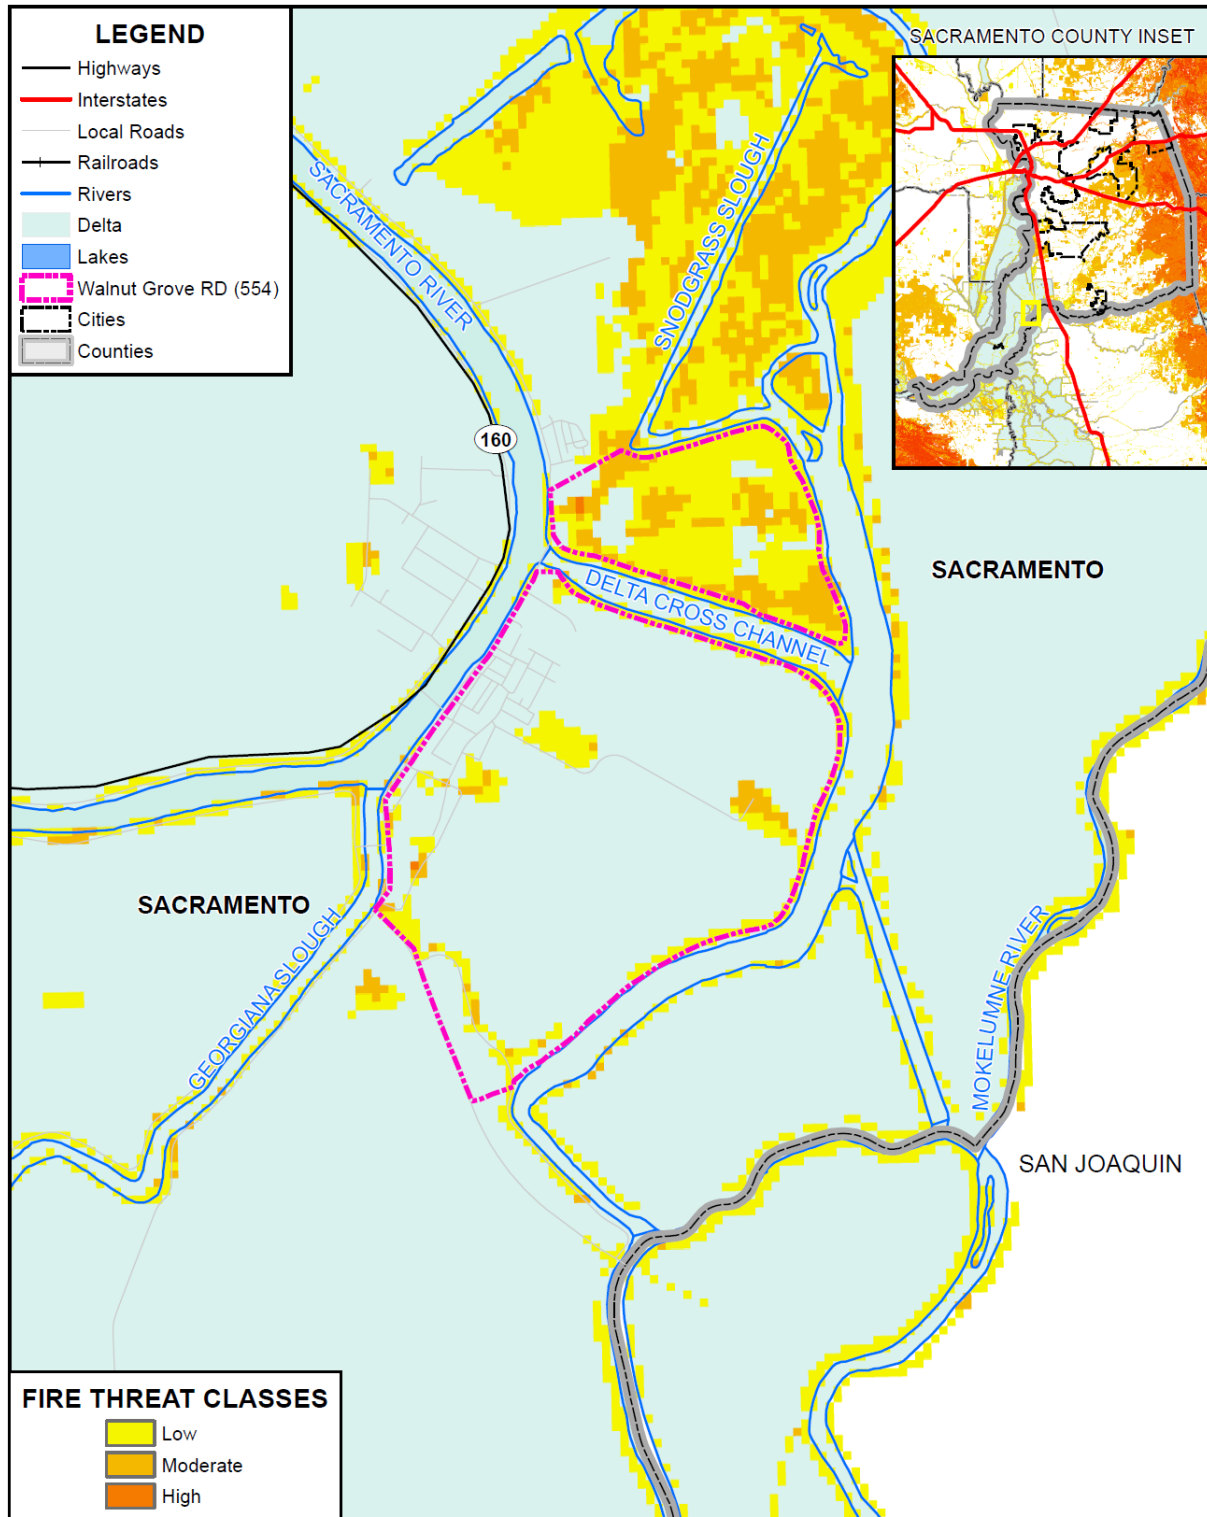 LEGEND
Highways
Interstates
Local Roads
Railroads
Rivers
Delta
Lakes
Walnut Grove RD (554)
Cities
Counties
SACRAMENTO COUNTY INSET
SACRAMENTO RIVER
SNODGRASS SLOUGH
160
DELTA CROSS CHANNEL
SACRAMENTO
SACRAMENTO
GEORGIANA SLOUGH
MOKELUMNE RIVER
SAN JOAQUIN
FIRE THREAT CLASSES
Low
Moderate
High